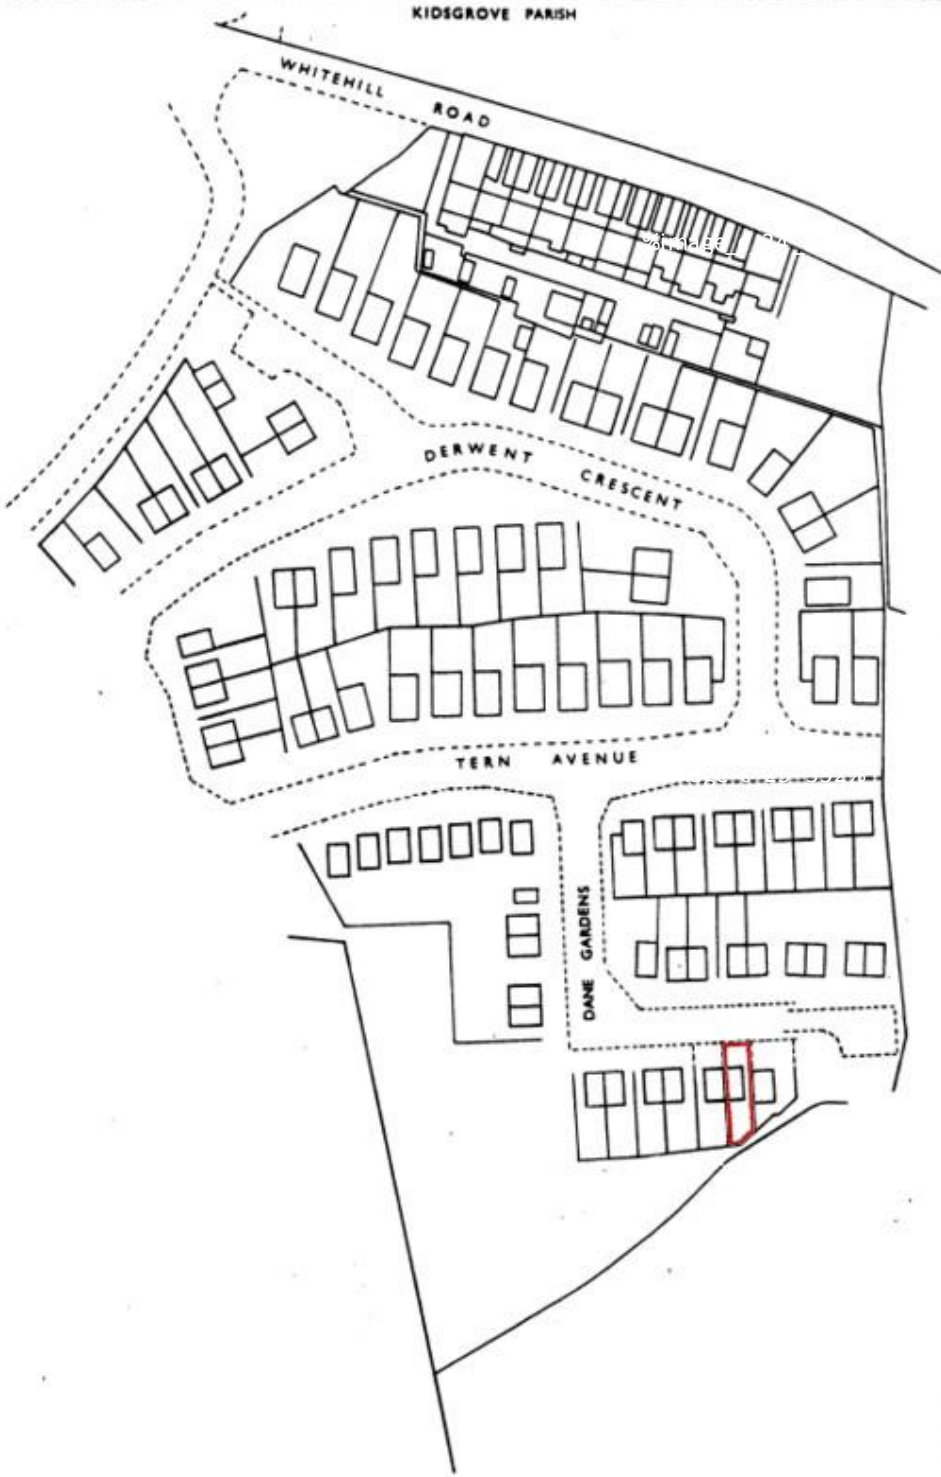 KIDSGROVE PARISH
WHITEHILL ROAD
DERWENT CRESCENT
TERN AVENUE
DANE GARDENS